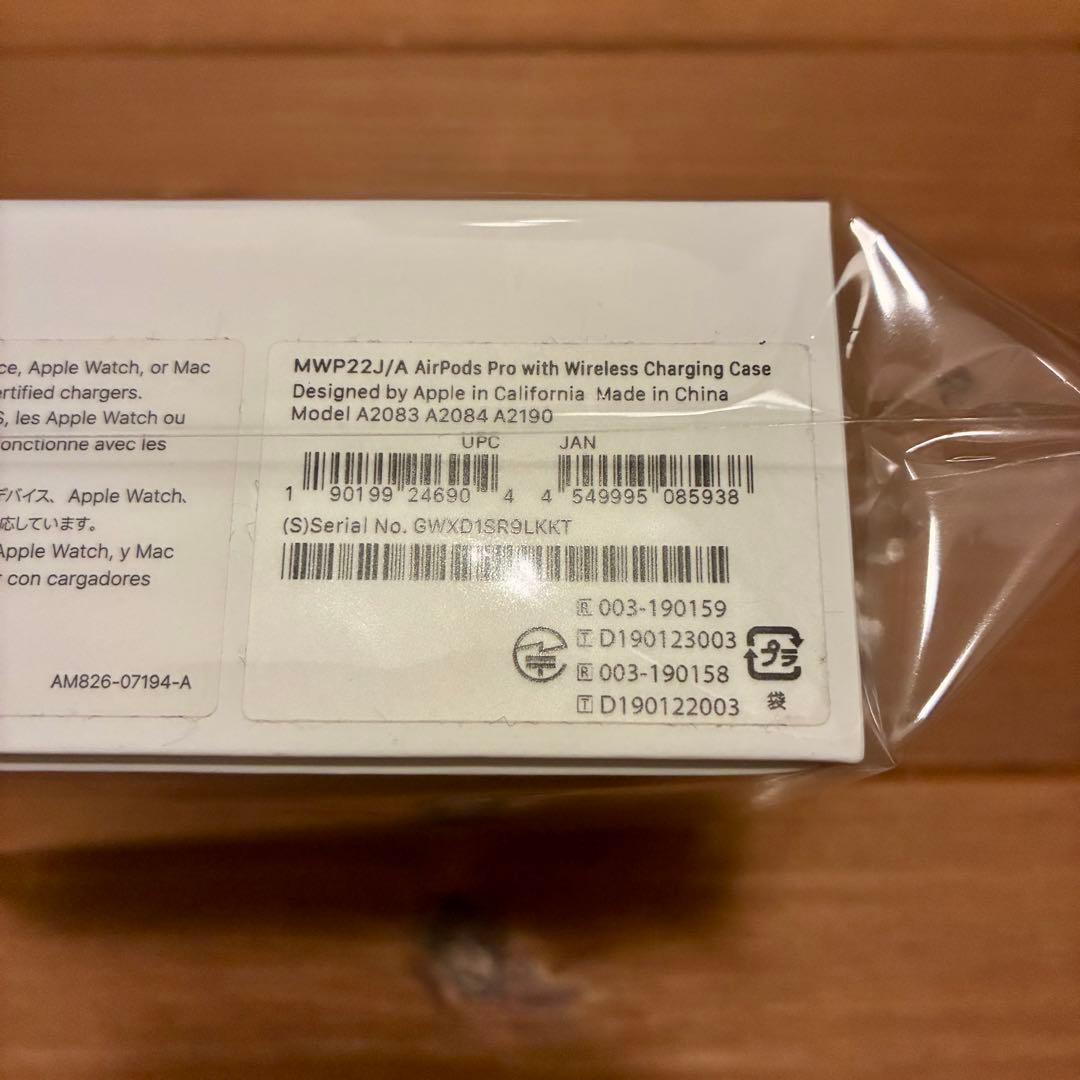 ce, Apple Watch, or Mac
ertified chargers.
S, les Apple Watch ou
fonctionne avec les
デバイス、Apple Watch、
応しています。
Apple Watch, y Mac
r con cargadores
AM826-07194-A
MWP22J/A AirPods Pro with Wireless Charging Case
Designed by Apple in California Made in China
Model A2083 A2084 A2190
UPC JAN
1 90199 24690 4 4 549995 085938
(S)Serial No. GWXD1SR9LKKT
R 003-190159
T D190123003
R 003-190158
T D190122003
プラ
袋